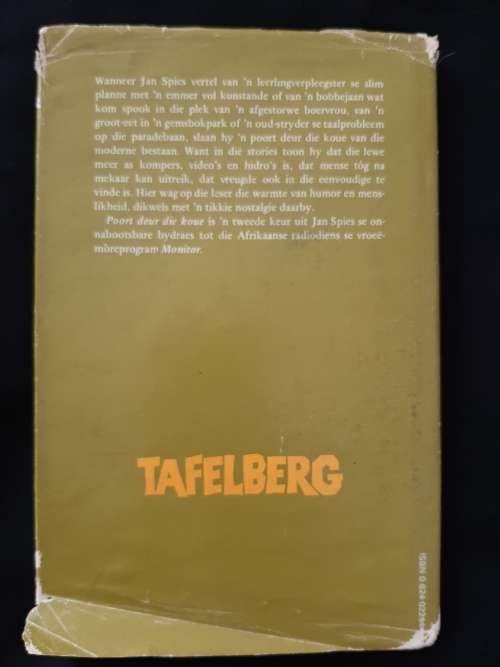 Wanneer Jan Spies vertel van 'n leerlingverpleegster se slim
planne met 'n emmer vol kunstande of van 'n bobbejaan wat
kom spook in die plek van 'n afgestorwe boervrou, van 'n
groot-eet in 'n gemsbokpark of 'n oud-stryder se taalprobleem
op die paradebaan, slaan hy 'n poort deur die koue van die
moderne bestaan. Want in die stories toon hy dat die lewe
meer as kompers, video's en hidro's is, dat mense tóg na
mekaar kan uitreik, dat vreugde ook in die eenvoudige te
vinde is. Hier wag op die leser die warmte van humor en mens-
likheid, dikwels met 'n tikkie nostalgie daarby.
Poort deur die koue is 'n tweede keur uit Jan Spies se on-
nabootsbare bydraes tot die Afrikaanse radiodiens se vroeë-
môreprogram Monitor.
TAFELBERG
ISBN 0 624